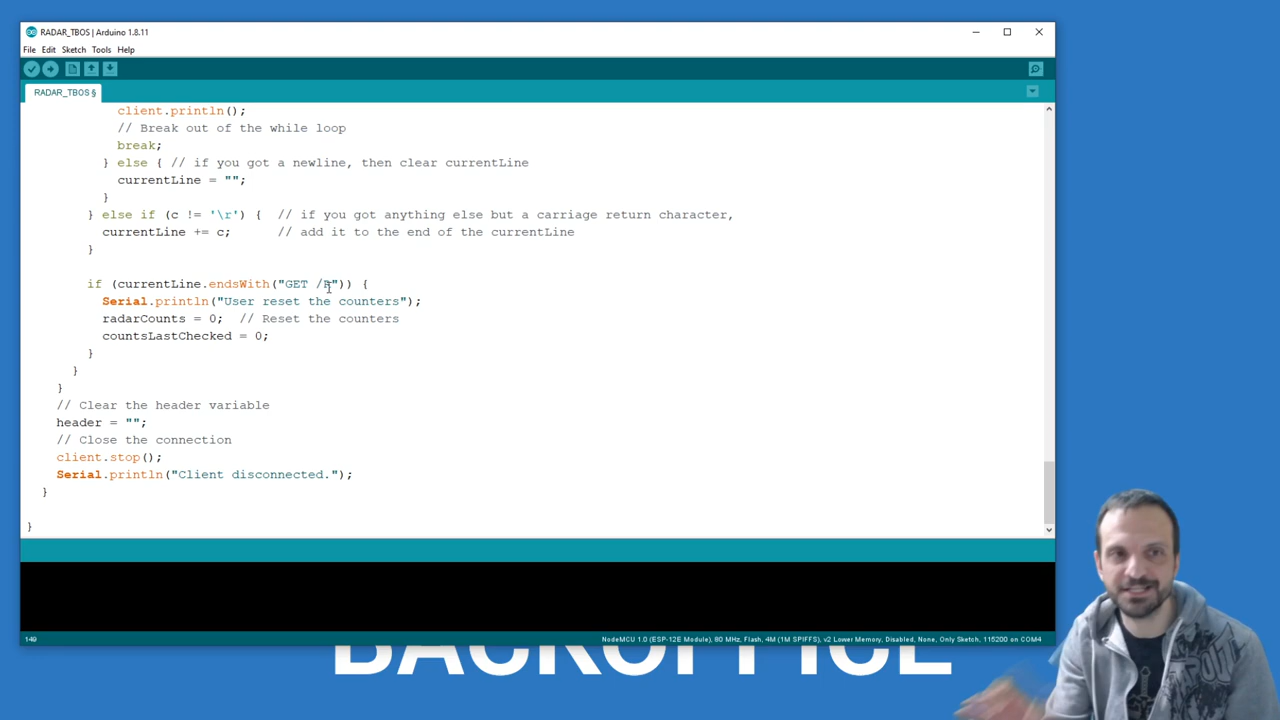 RADAR_TBOS | Arduino 1.8.11
File Edit Sketch Tools Help
RADAR_TBOS §
client.println();
// Break out of the while loop
break;
} else { // if you got a newline, then clear currentLine
currentLine = "";
}
} else if (c != '\r') {  // if you got anything else but a carriage return character,
currentLine += c;      // add it to the end of the currentLine
}
if (currentLine.endsWith("GET /R")) {
Serial.println("User reset the counters");
radarCounts = 0;  // Reset the counters
countsLastChecked = 0;
}
}
}
// Clear the header variable
header = "";
// Close the connection
client.stop();
Serial.println("Client disconnected.");
}
}
149
NodeMCU 1.0 (ESP-12E Module), 80 MHz, Flash, 4M (1M SPIFFS), v2 Lower Memory, Disabled, None, Only Sketch, 115200 on COM4
BACKOFFICE